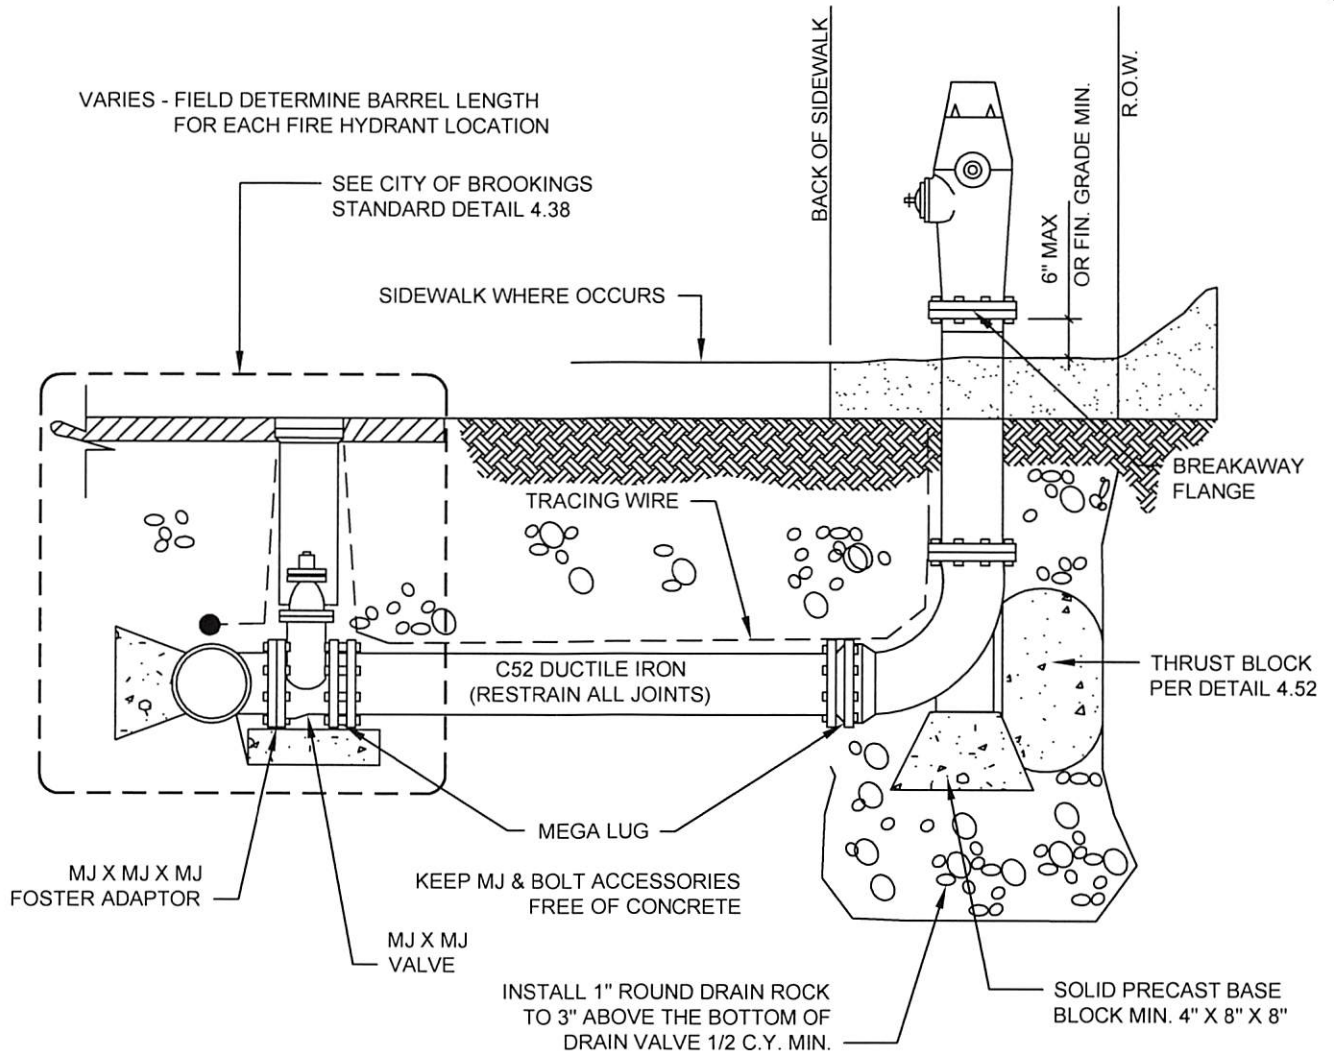 VARIES - FIELD DETERMINE BARREL LENGTH
FOR EACH FIRE HYDRANT LOCATION
SEE CITY OF BROOKINGS
STANDARD DETAIL 4.38
BACK OF SIDEWALK
R.O.W.
6" MAX
OR FIN. GRADE MIN.
SIDEWALK WHERE OCCURS
BREAKAWAY
FLANGE
TRACING WIRE
C52 DUCTILE IRON
(RESTRAIN ALL JOINTS)
THRUST BLOCK
PER DETAIL 4.52
MEGA LUG
MJ X MJ X MJ
FOSTER ADAPTOR
KEEP MJ & BOLT ACCESSORIES
FREE OF CONCRETE
MJ X MJ
VALVE
INSTALL 1" ROUND DRAIN ROCK
TO 3" ABOVE THE BOTTOM OF
DRAIN VALVE 1/2 C.Y. MIN.
SOLID PRECAST BASE
BLOCK MIN. 4" X 8" X 8"